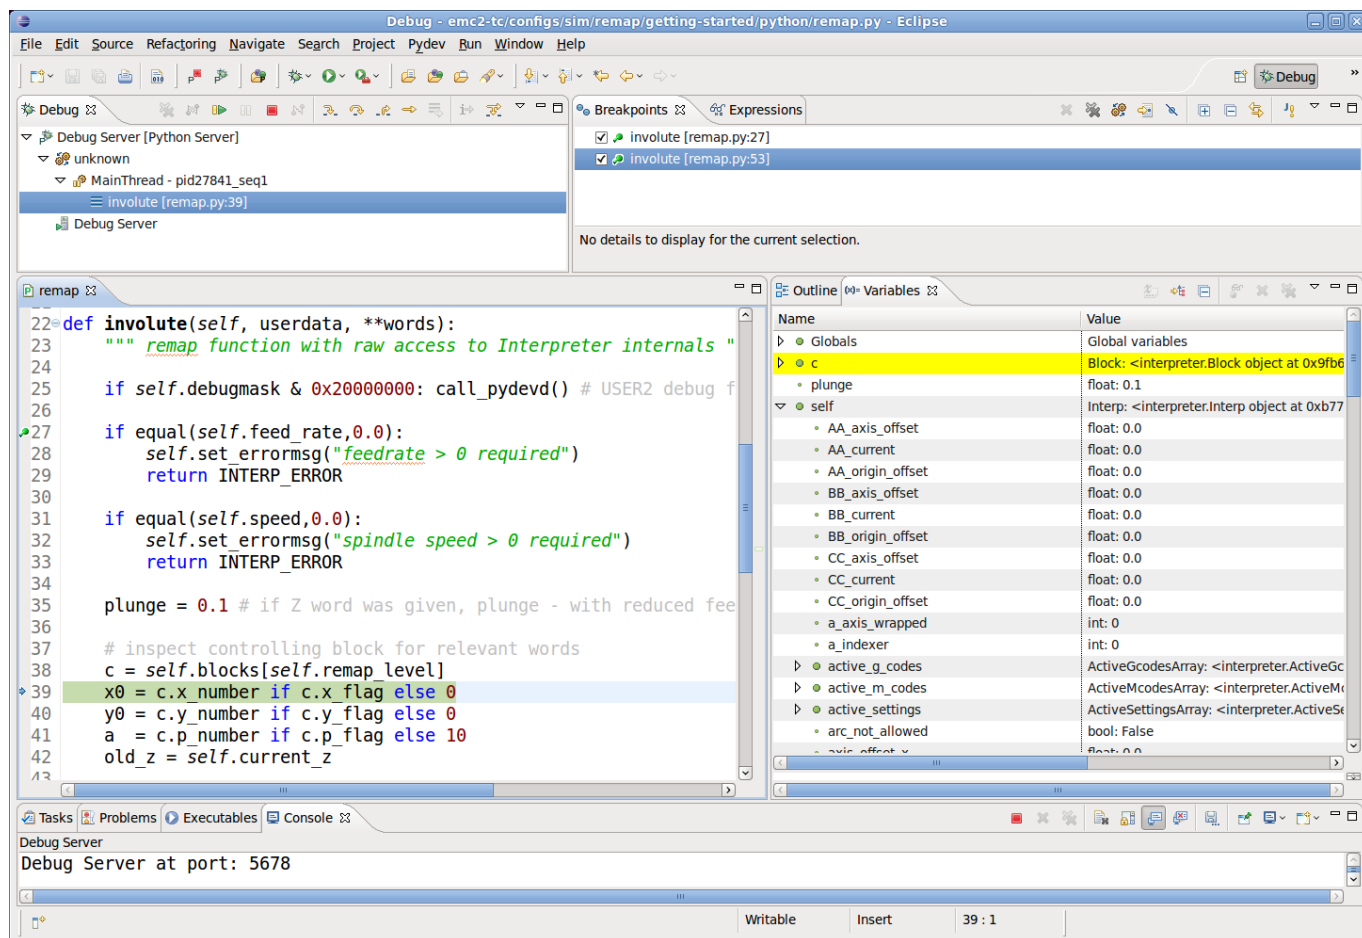 Debug - emc2-tc/configs/sim/remap/getting-started/python/remap.py - Eclipse
File Edit Source Refactoring Navigate Search Project Pydev Run Window Help
Debug »
Debug
Debug Server [Python Server]
unknown
MainThread - pid27841_seq1
involute [remap.py:39]
Debug Server
Breakpoints Expressions
involute [remap.py:27]
involute [remap.py:53]
No details to display for the current selection.
remap
22 def involute(self, userdata, **words):
23 """ remap function with raw access to Interpreter internals "
24
25 if self.debugmask & 0x20000000: call_pydevd() # USER2 debug f
26
27 if equal(self.feed_rate,0.0):
28 self.set_errormsg("feedrate > 0 required")
29 return INTERP_ERROR
30
31 if equal(self.speed,0.0):
32 self.set_errormsg("spindle speed > 0 required")
33 return INTERP_ERROR
34
35 plunge = 0.1 # if Z word was given, plunge - with reduced fee
36
37 # inspect controlling block for relevant words
38 c = self.blocks[self.remap_level]
39 x0 = c.x_number if c.x_flag else 0
40 y0 = c.y_number if c.y_flag else 0
41 a = c.p_number if c.p_flag else 10
42 old_z = self.current_z
43
Outline Variables
Name Value
Globals Global variables
c Block: <interpreter.Block object at 0x9fb6
plunge float: 0.1
self Interp: <interpreter.Interp object at 0xb77
AA_axis_offset float: 0.0
AA_current float: 0.0
AA_origin_offset float: 0.0
BB_axis_offset float: 0.0
BB_current float: 0.0
BB_origin_offset float: 0.0
CC_axis_offset float: 0.0
CC_current float: 0.0
CC_origin_offset float: 0.0
a_axis_wrapped int: 0
a_indexer int: 0
active_g_codes ActiveGcodesArray: <interpreter.ActiveGc
active_m_codes ActiveMcodesArray: <interpreter.ActiveMc
active_settings ActiveSettingsArray: <interpreter.ActiveSe
arc_not_allowed bool: False
axis_offset_x float: 0.0
Tasks Problems Executables Console
Debug Server
Debug Server at port: 5678
Writable Insert 39 : 1